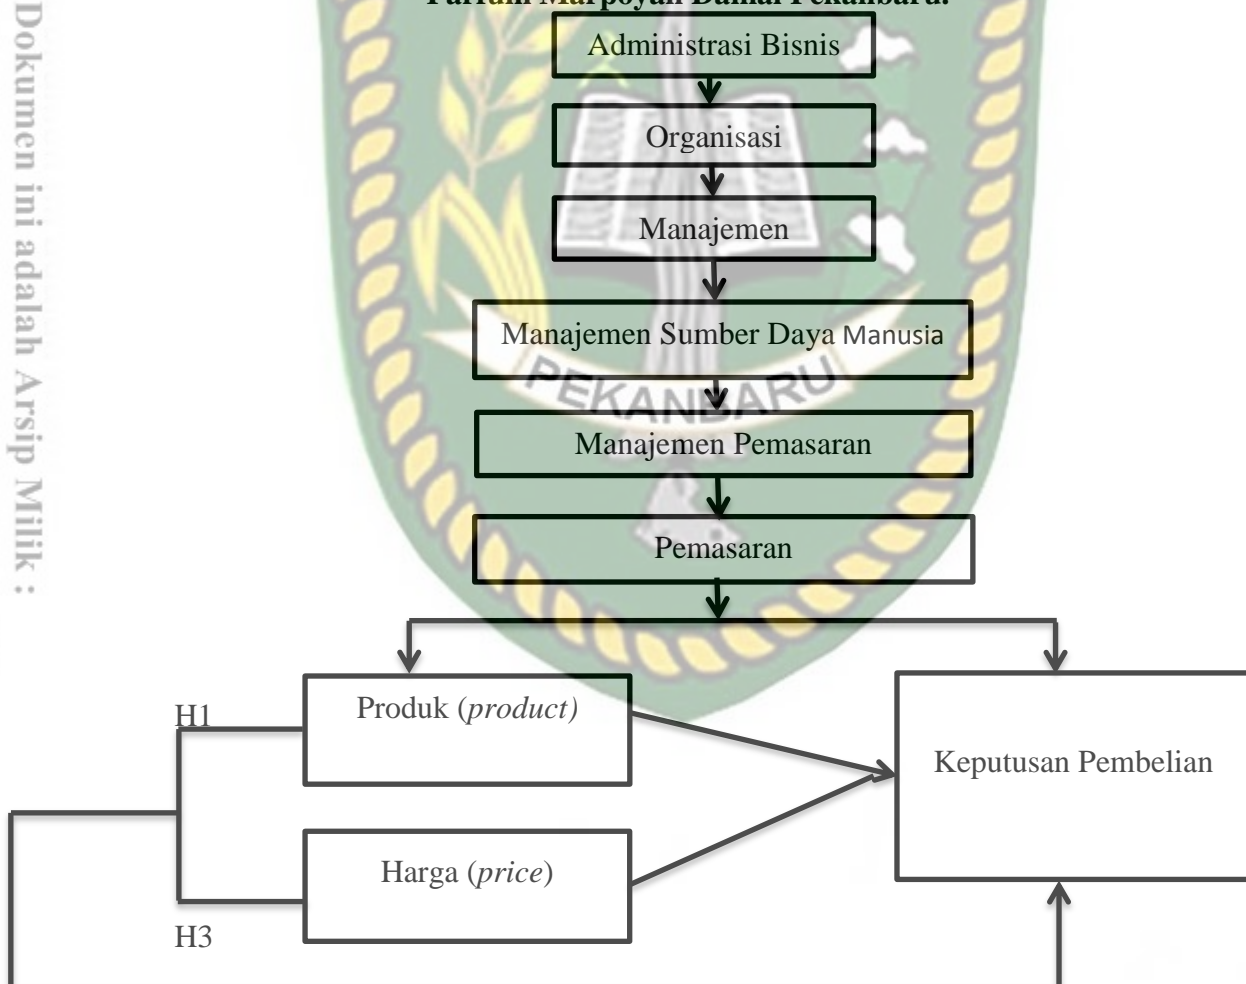 Parfum Marpoyan Damai Pekanbaru.
Administrasi Bisnis
Organisasi
Manajemen
Manajemen Sumber Daya Manusia
PEKANBARU
Manajemen Pemasaran
Pemasaran
H1
Produk (product)
Keputusan Pembelian
Harga (price)
H3
Dokumen ini adalah Arsip Milik :